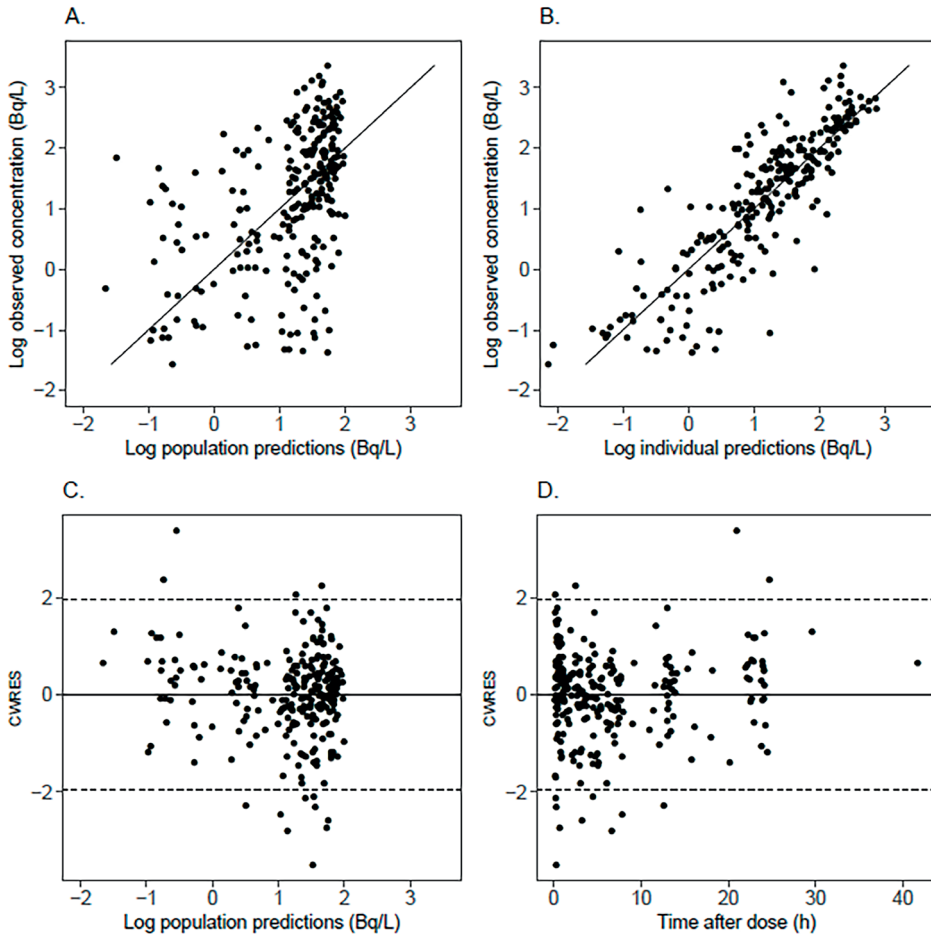 A.
B.
Log observed concentration (Bq/L)
3
2
1
0
−1
−2
−2 −1 0 1 2 3
Log population predictions (Bq/L)
Log observed concentration (Bq/L)
3
2
1
0
−1
−2
−2 −1 0 1 2 3
Log individual predictions (Bq/L)
C.
D.
CWRES
2
0
−2
−2 −1 0 1 2 3
Log population predictions (Bq/L)
CWRES
2
0
−2
0 10 20 30 40
Time after dose (h)